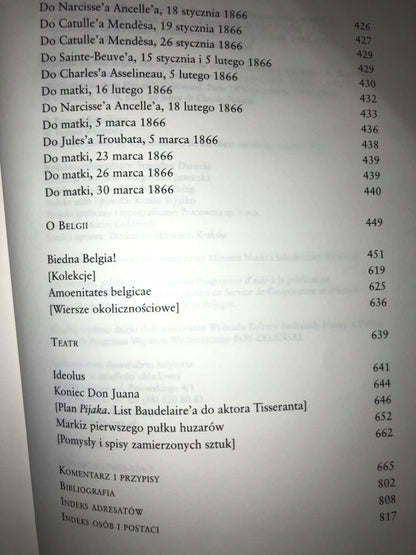 Do Narcisse'a Ancelle'a, 18 stycznia 1866 426
Do Catulle'a Mendèsa, 19 stycznia 1866 427
Do Catulle'a Mendèsa, 26 stycznia 1866 429
Do Sainte-Beuve'a, 15 stycznia i 5 lutego 1866 429
Do Charles'a Asselineau, 5 lutego 1866 430
Do matki, 16 lutego 1866 432
Do Narcisse'a Ancelle'a, 18 lutego 1866 433
Do matki, 5 marca 1866 436
Do Jules'a Troubata, 5 marca 1866 438
Do matki, 23 marca 1866 439
Do matki, 26 marca 1866 439
Do matki, 30 marca 1866 440
O BELGII 449
Biedna Belgia! 451
[Kolekcje] 619
Amoenitates belgicae 625
[Wiersze okolicznościowe] 636
TEATR 639
Ideolus 641
Koniec Don Juana 644
[Plan Pijaka. List Baudelaire'a do aktora Tisseranta] 646
Markiz pierwszego pułku huzarów 652
[Pomysły i spisy zamierzonych sztuk] 662
KOMENTARZ I PRZYPISY 665
BIBLIOGRAFIA 802
INDEKS ADRESATÓW 808
INDEKS OSÓB I POSTACI 817